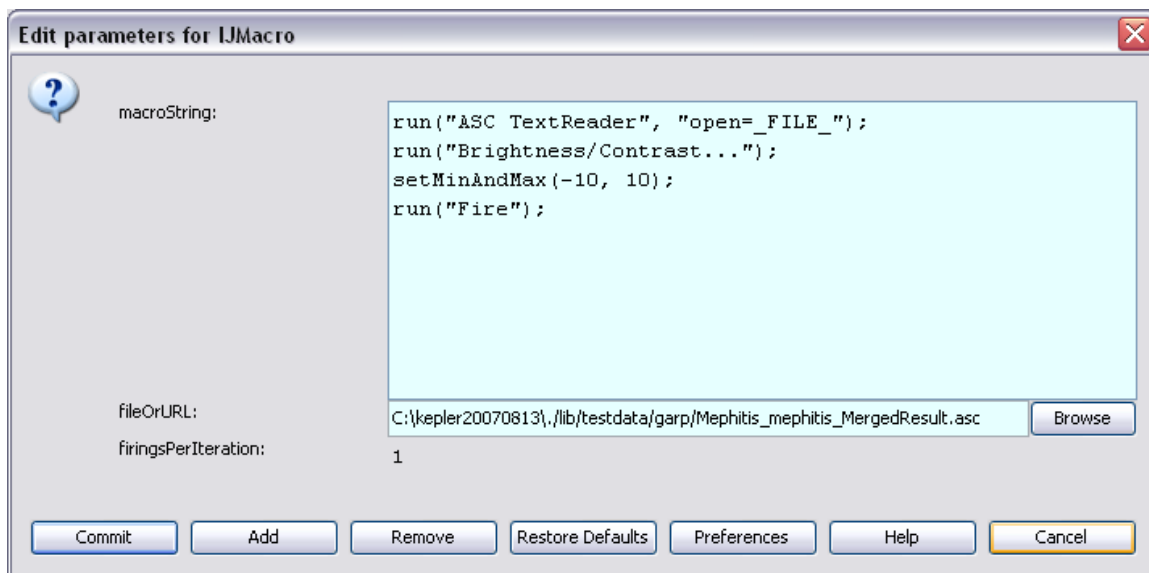 Edit parameters for IJMacro
macroString:
run("ASC TextReader", "open=_FILE_");
run("Brightness/Contrast...");
setMinAndMax(-10, 10);
run("Fire");
fileOrURL:
C:\kepler20070813\./lib/testdata/garp/Mephitis_mephitis_MergedResult.asc
Browse
firingsPerIteration:
1
Commit Add Remove Restore Defaults Preferences Help Cancel